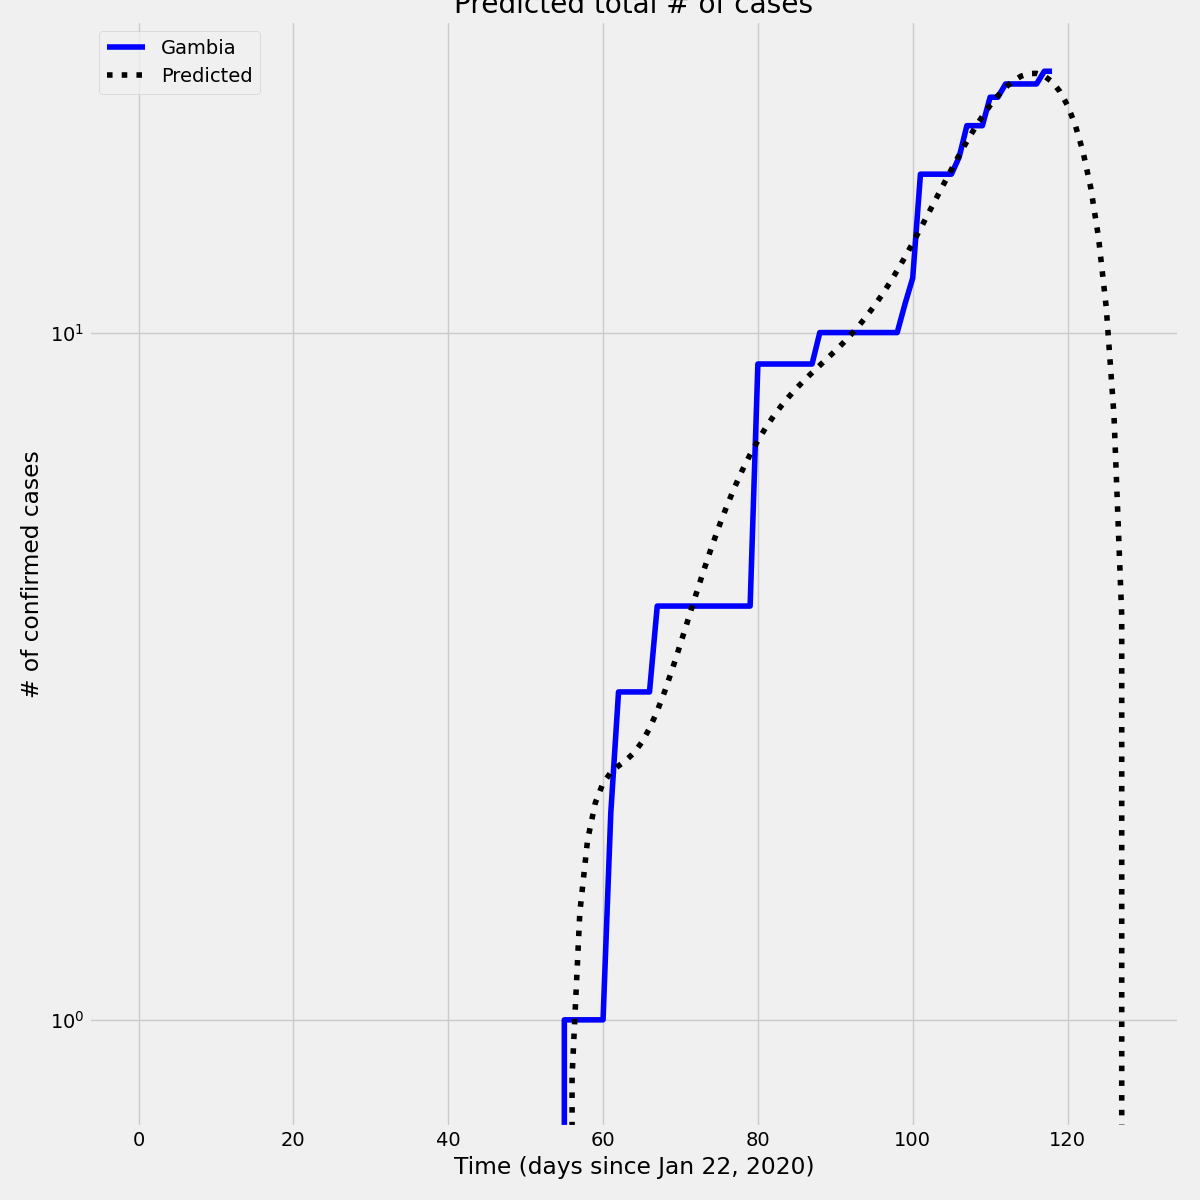 Predicted total # of cases
Gambia
Predicted
10¹
10⁰
# of confirmed cases
0 20 40 60 80 100 120
Time (days since Jan 22, 2020)